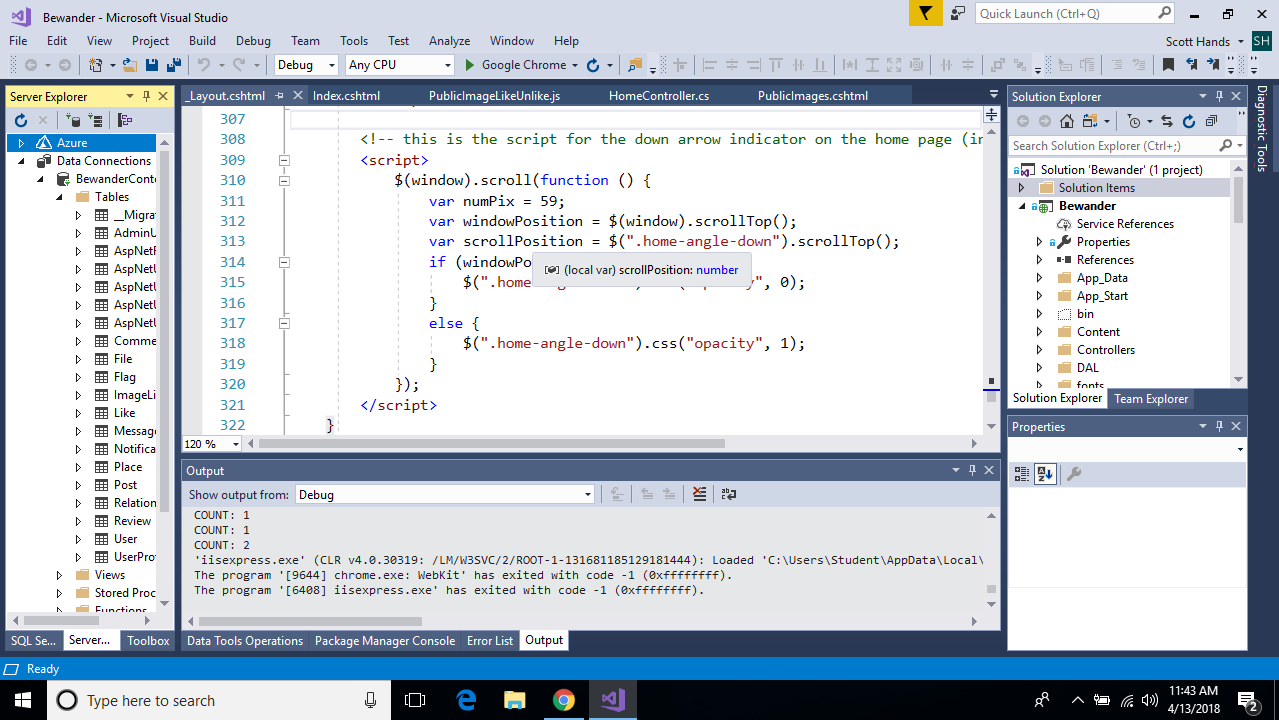 Bewander - Microsoft Visual Studio
Quick Launch (Ctrl+Q)
File Edit View Project Build Debug Team Tools Test Analyze Window Help
Scott Hands SH
Debug Any CPU Google Chrome
Server Explorer
_Layout.cshtml Index.cshtml PublicImageLikeUnlike.js HomeController.cs PublicImages.cshtml
Azure
Data Connections
BewanderConte
Tables
__Migrat
AdminU
AspNetR
AspNetU
AspNetU
AspNetU
AspNetU
Comme
File
Flag
ImageLi
Like
Message
Notifica
Place
Post
Relation
Review
User
UserPro
Views
Stored Proc
Functions
SQL Se... Server... Toolbox
307
308 <!-- this is the script for the down arrow indicator on the home page (in
309 <script>
310 $(window).scroll(function () {
311 var numPix = 59;
312 var windowPosition = $(window).scrollTop();
313 var scrollPosition = $(".home-angle-down").scrollTop();
314 if (windowPo
(local var) scrollPosition: number
315 $(".home ", 0);
316 }
317 else {
318 $(".home-angle-down").css("opacity", 1);
319 }
320 });
321 </script>
322 }
120 %
Output
Show output from: Debug
COUNT: 1
COUNT: 1
COUNT: 2
'iisexpress.exe' (CLR v4.0.30319: /LM/W3SVC/2/ROOT-1-131681185129181444): Loaded 'C:\Users\Student\AppData\Local\
The program '[9644] chrome.exe: WebKit' has exited with code -1 (0xffffffff).
The program '[6408] iisexpress.exe' has exited with code -1 (0xffffffff).
Data Tools Operations Package Manager Console Error List Output
Solution Explorer
Search Solution Explorer (Ctrl+;)
Solution 'Bewander' (1 project)
Solution Items
Bewander
Service References
Properties
References
App_Data
App_Start
bin
Content
Controllers
DAL
fonts
Solution Explorer Team Explorer
Properties
Diagnostic Tools
Ready
Type here to search
11:43 AM
4/13/2018
2